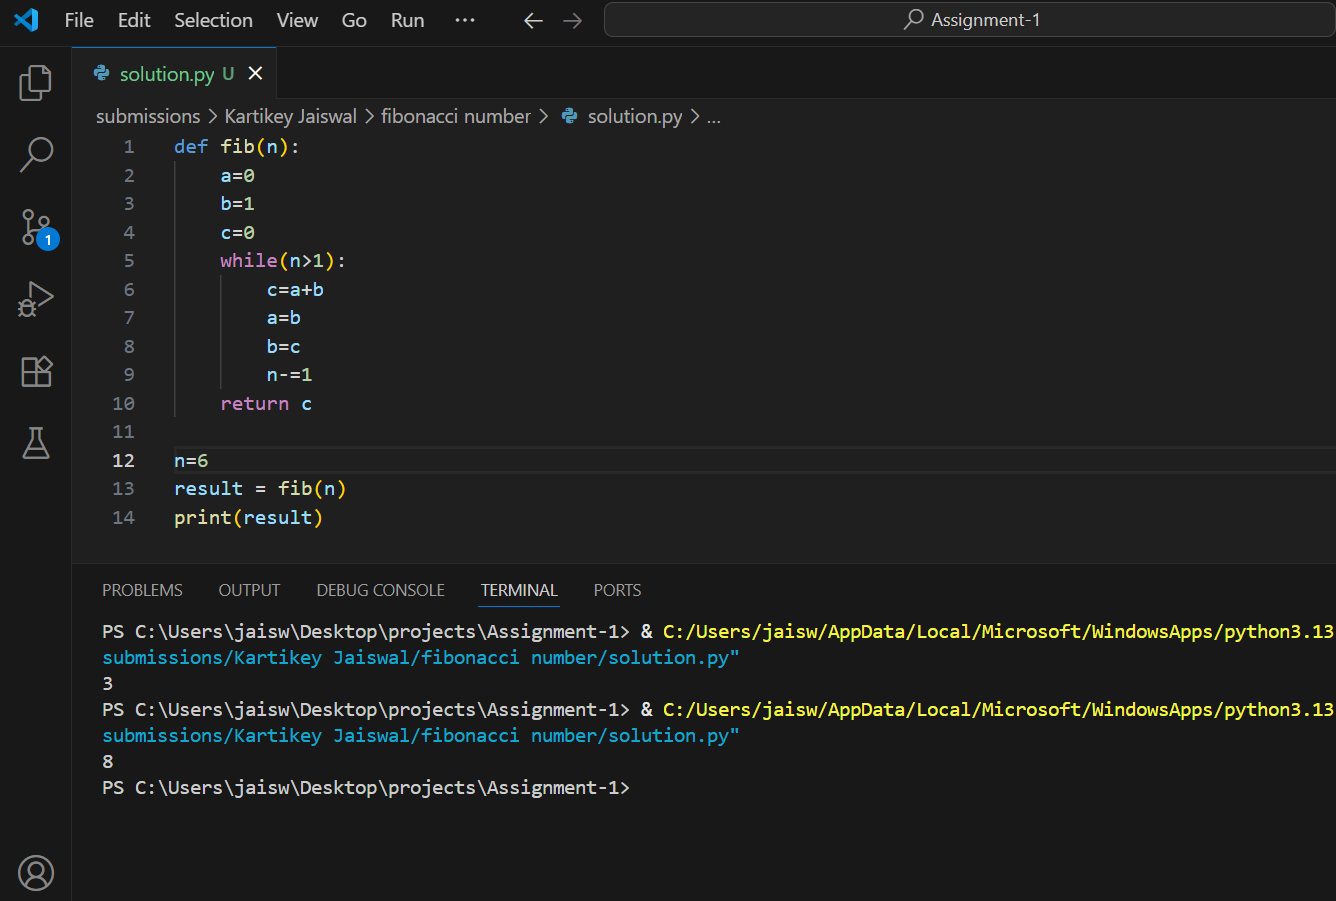 File Edit Selection View Go Run ... Assignment-1
solution.py U
submissions > Kartikey Jaiswal > fibonacci number > solution.py > ...
1 def fib(n):
2     a=0
3     b=1
4     c=0
5     while(n>1):
6         c=a+b
7         a=b
8         b=c
9         n-=1
10     return c
11
12 n=6
13 result = fib(n)
14 print(result)
1
PROBLEMS OUTPUT DEBUG CONSOLE TERMINAL PORTS
PS C:\Users\jaisw\Desktop\projects\Assignment-1> & C:/Users/jaisw/AppData/Local/Microsoft/WindowsApps/python3.13
submissions/Kartikey Jaiswal/fibonacci number/solution.py"
3
PS C:\Users\jaisw\Desktop\projects\Assignment-1> & C:/Users/jaisw/AppData/Local/Microsoft/WindowsApps/python3.13
submissions/Kartikey Jaiswal/fibonacci number/solution.py"
8
PS C:\Users\jaisw\Desktop\projects\Assignment-1>